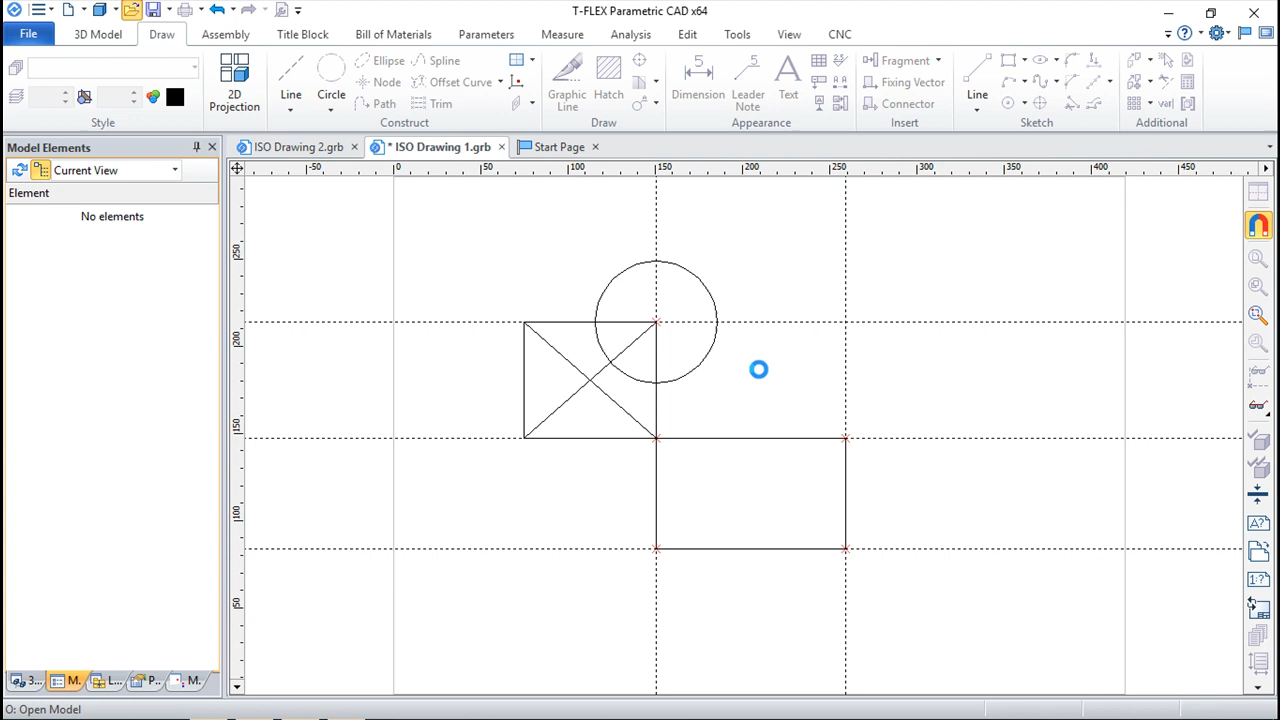 T-FLEX Parametric CAD x64
File 3D Model Draw Assembly Title Block Bill of Materials Parameters Measure Analysis Edit Tools View CNC
Ellipse Spline Fragment
2D Projection Line Circle Node Offset Curve Graphic Line Hatch Dimension Leader Note Text Fixing Vector Line
Path Trim Connector var|
Style Construct Draw Appearance Insert Sketch Additional
Model Elements ISO Drawing 2.grb * ISO Drawing 1.grb Start Page
Current View
-50 0 50 100 150 200 250 300 350 400 450
Element
No elements
250
200
150
100
50
A?
1:?
3... M. L... P.. M.
O: Open Model